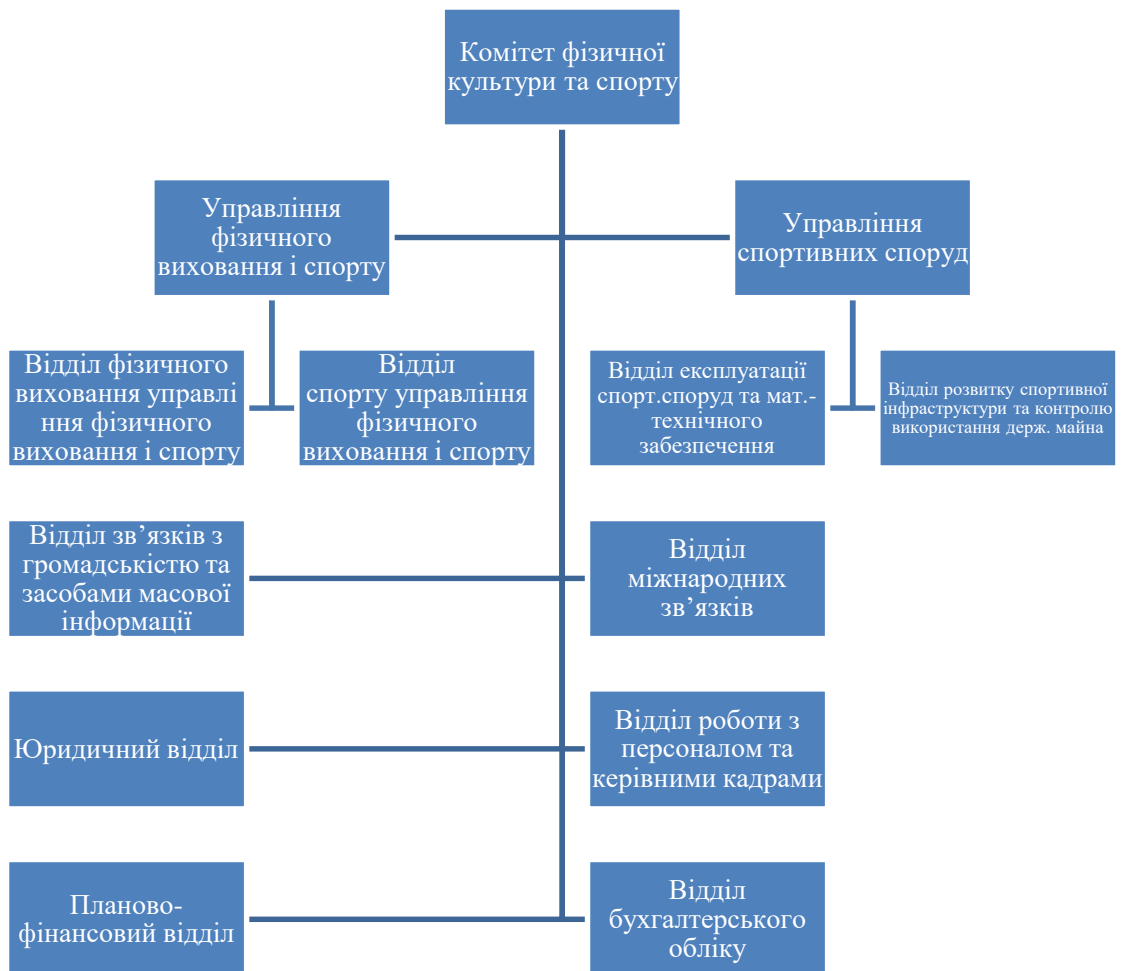 Комітет фізичної
культури та спорту
Управління
фізичного
виховання і спорту
Управління
спортивних споруд
Відділ фізичного
виховання управлі
ння фізичного
виховання і спорту
Відділ
спорту управління
фізичного
виховання і спорту
Відділ експлуатації
спорт.споруд та мат.-
технічного
забезпечення
Відділ розвитку спортивної
інфраструктури та контролю
використання держ. майна
Відділ зв’язків з
громадськістю та
засобами масової
інформації
Відділ
міжнародних
зв’язків
Юридичний відділ
Відділ роботи з
персоналом та
керівними кадрами
Планово-
фінансовий відділ
Відділ
бухгалтерського
обліку